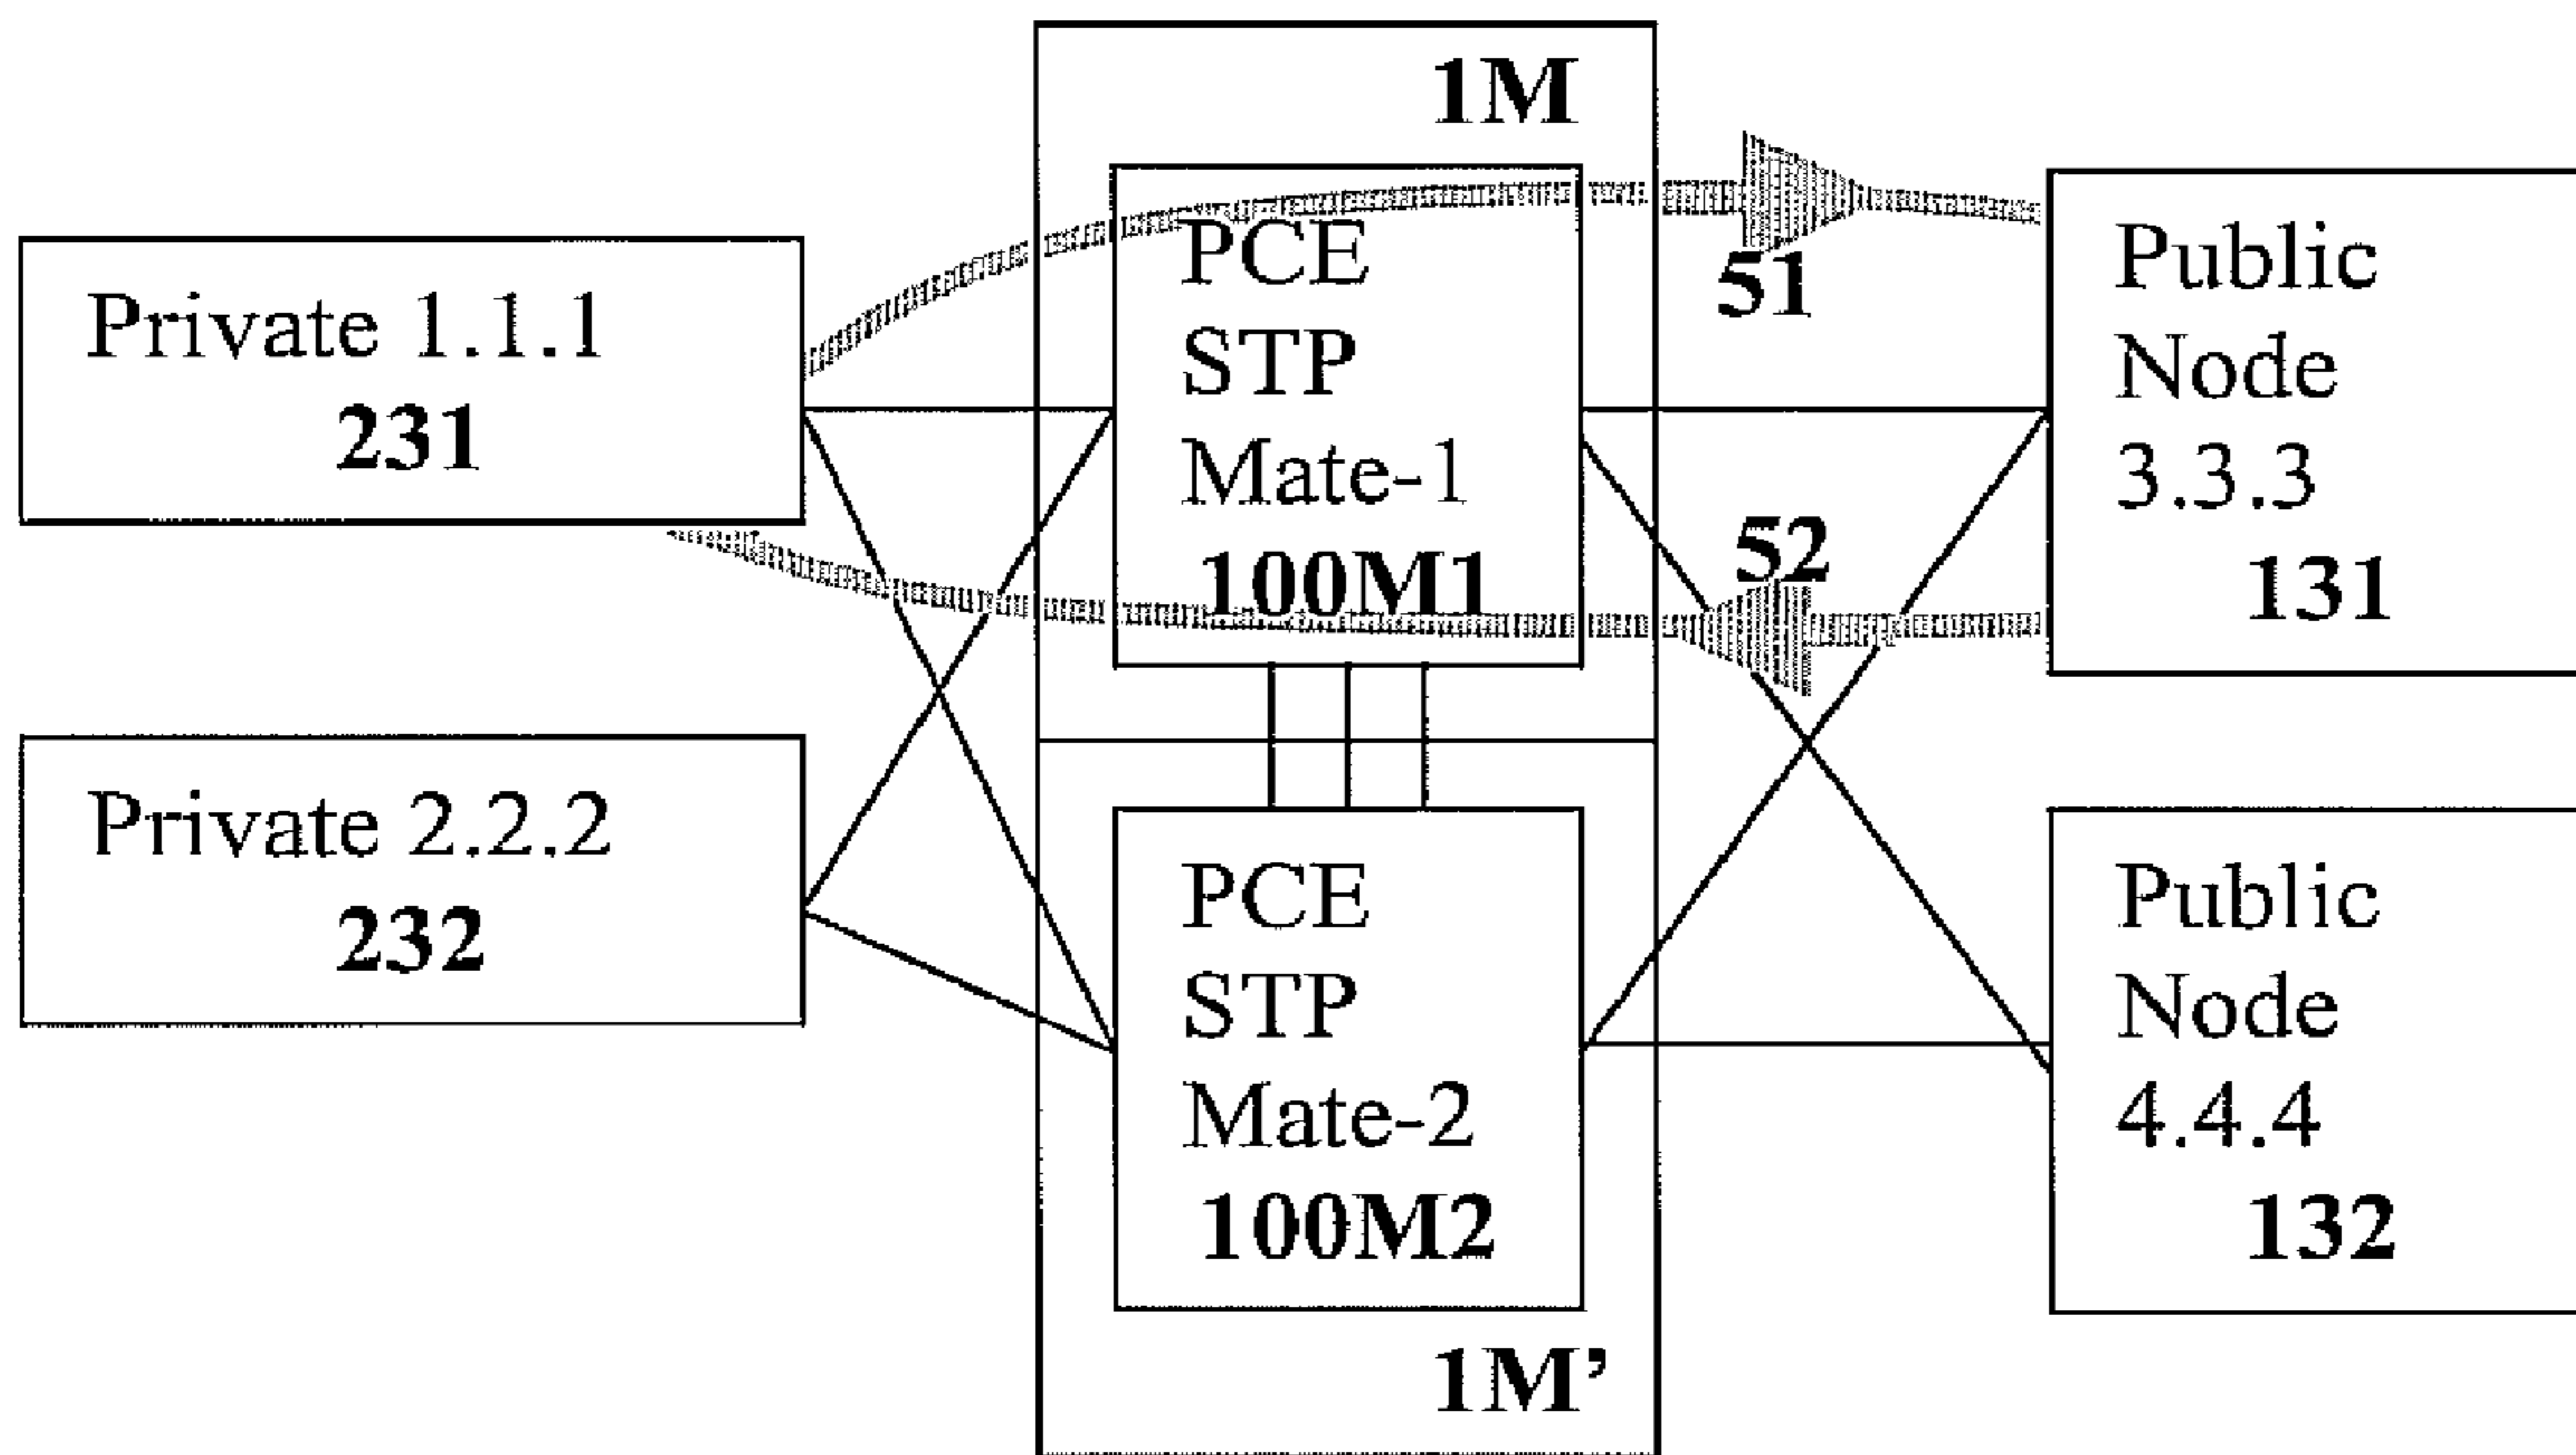 1M
Private 1.1.1
231
PCE
STP
Mate-1
100M1
51
52
Public
Node
3.3.3
131
Private 2.2.2
232
PCE
STP
Mate-2
100M2
1M’
Public
Node
4.4.4
132